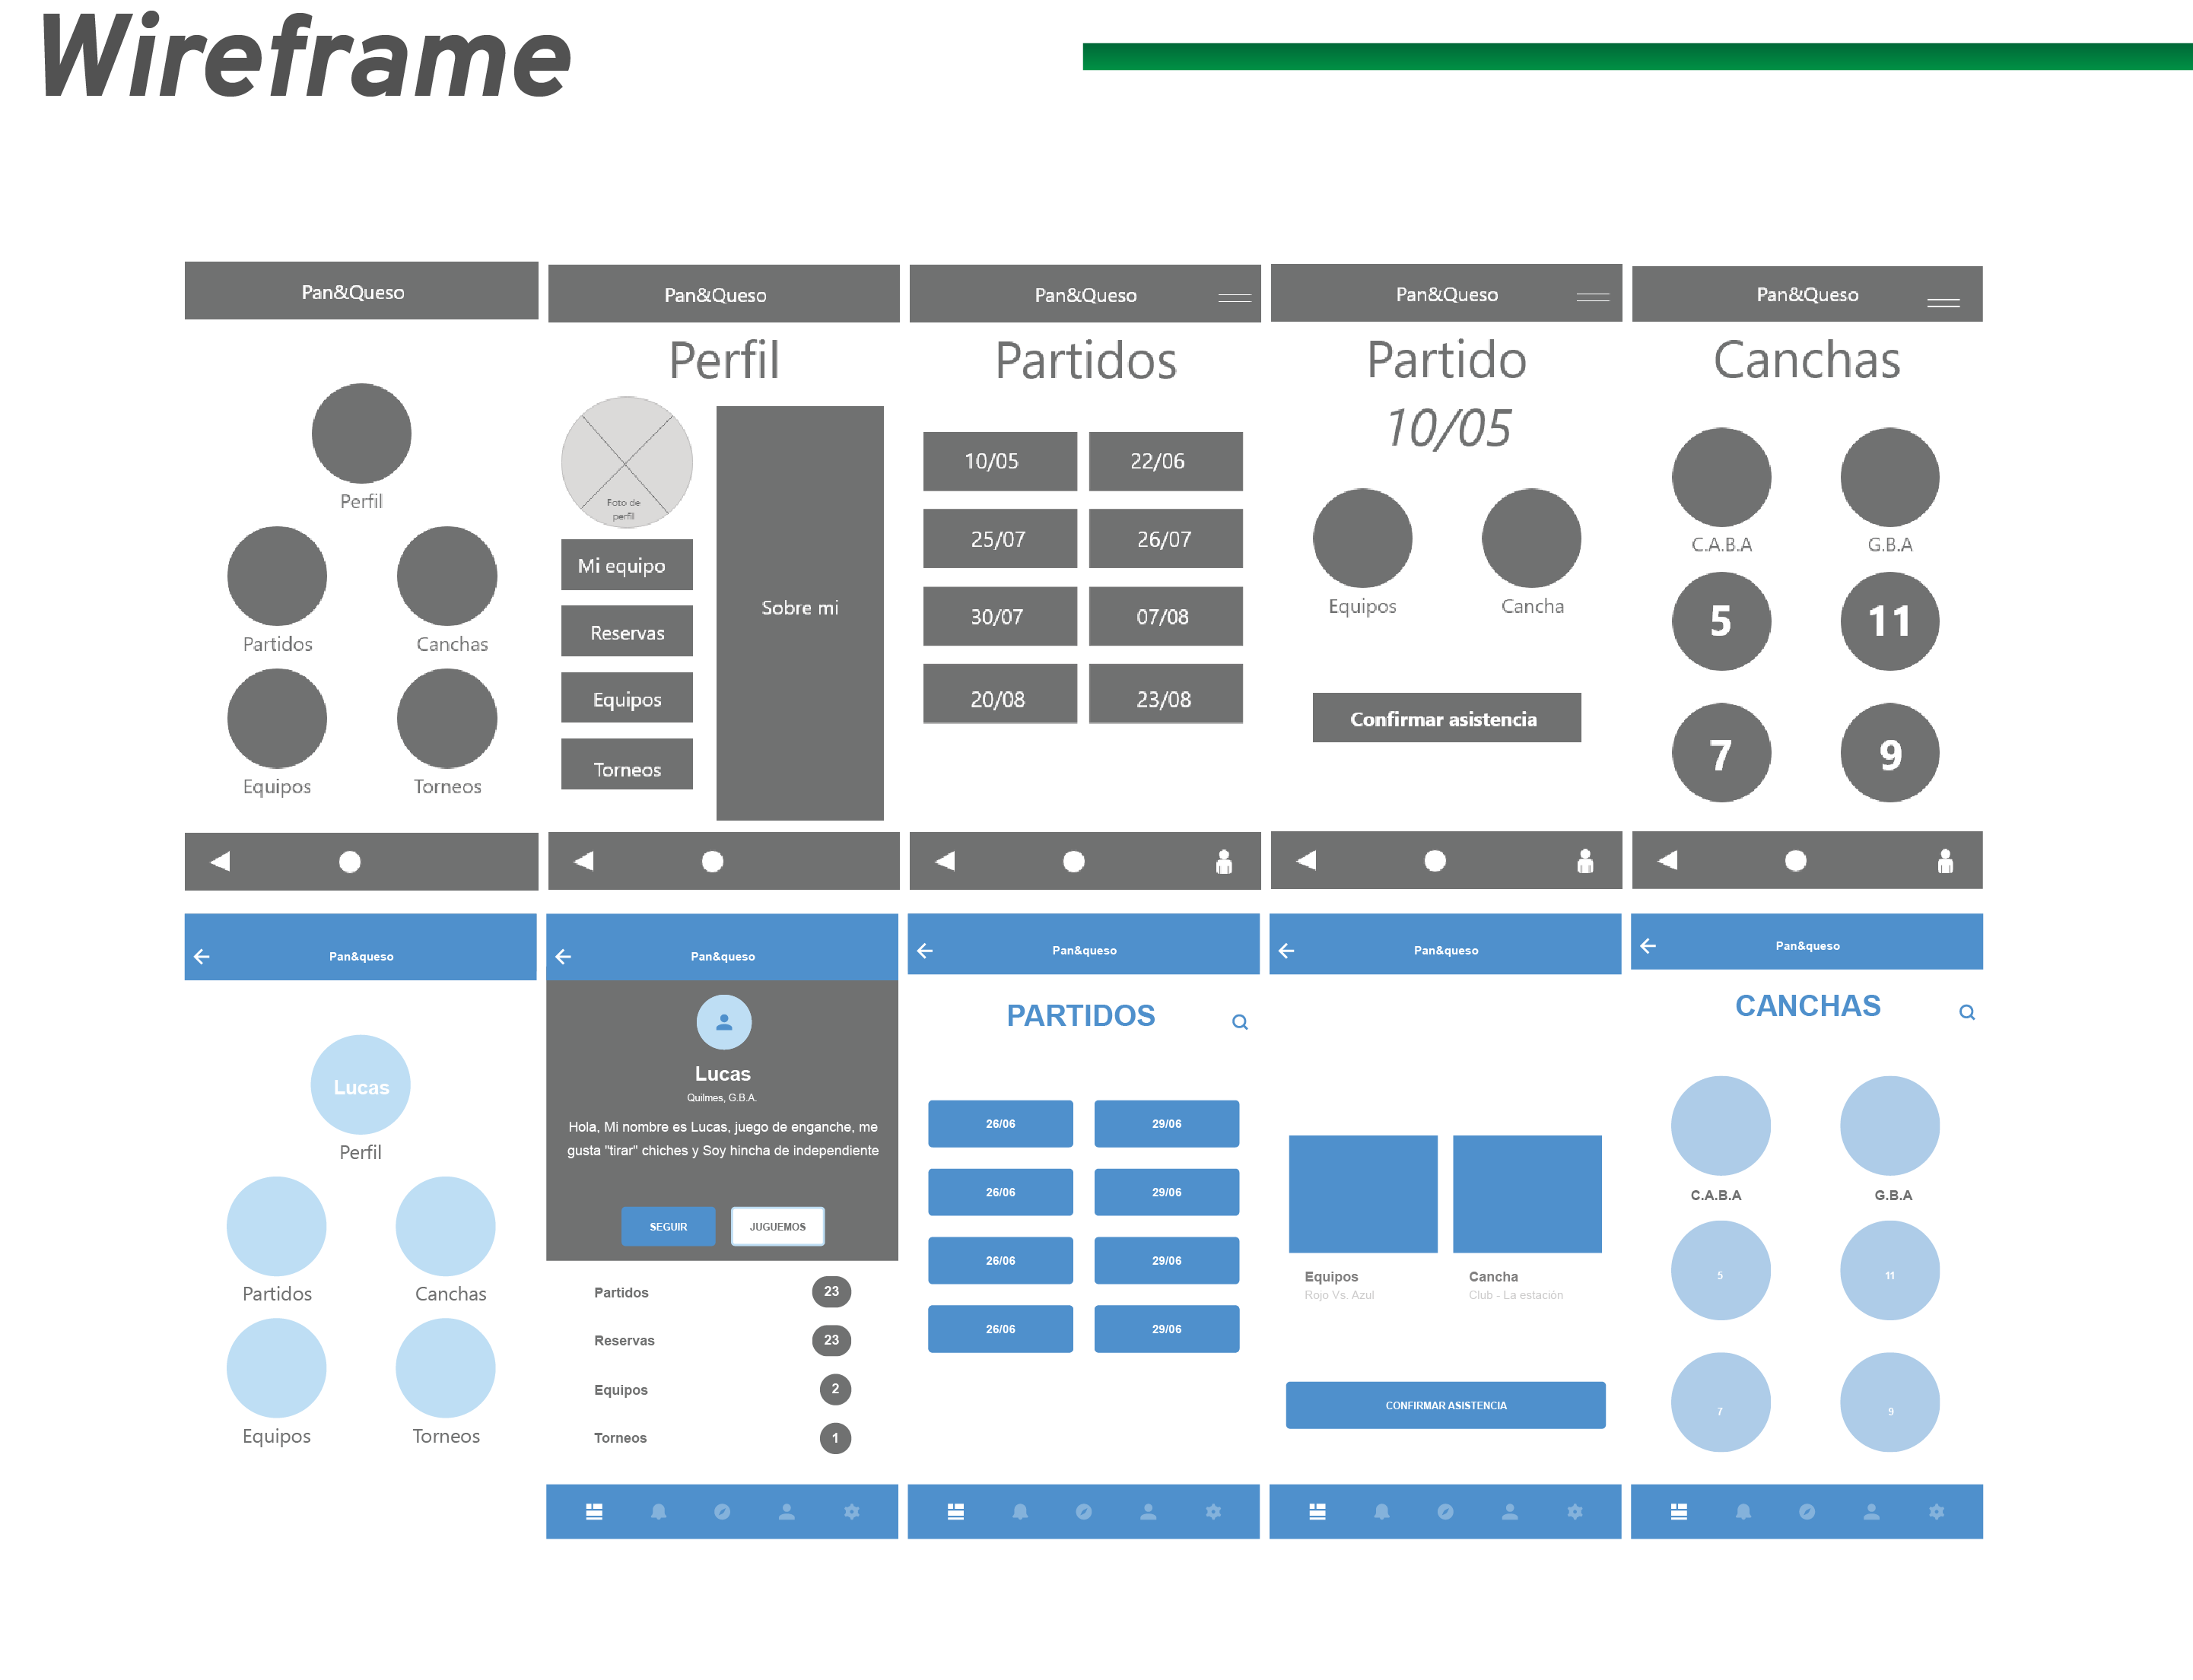 Wireframe
Pan&Queso
Perfil
Partidos
Canchas
Equipos
Torneos
Pan&Queso
Perfil
Foto de
perfil
Mi equipo
Reservas
Equipos
Torneos
Sobre mi
Pan&Queso
Partidos
10/05
22/06
25/07
26/07
30/07
07/08
20/08
23/08
Pan&Queso
Partido
10/05
Equipos
Cancha
Confirmar asistencia
Pan&Queso
Canchas
C.A.B.A
G.B.A
5
11
7
9
Pan&queso
Lucas
Perfil
Partidos
Canchas
Equipos
Torneos
Pan&queso
Lucas
Quilmes, G.B.A.
Hola, Mi nombre es Lucas, juego de enganche, me
gusta "tirar" chiches y Soy hincha de independiente
SEGUIR
JUGUEMOS
Partidos 23
Reservas 23
Equipos 2
Torneos 1
Pan&queso
PARTIDOS
26/06
29/06
26/06
29/06
26/06
29/06
26/06
29/06
Pan&queso
Equipos
Rojo Vs. Azul
Cancha
Club - La estación
CONFIRMAR ASISTENCIA
Pan&queso
CANCHAS
C.A.B.A
G.B.A
5
11
7
9